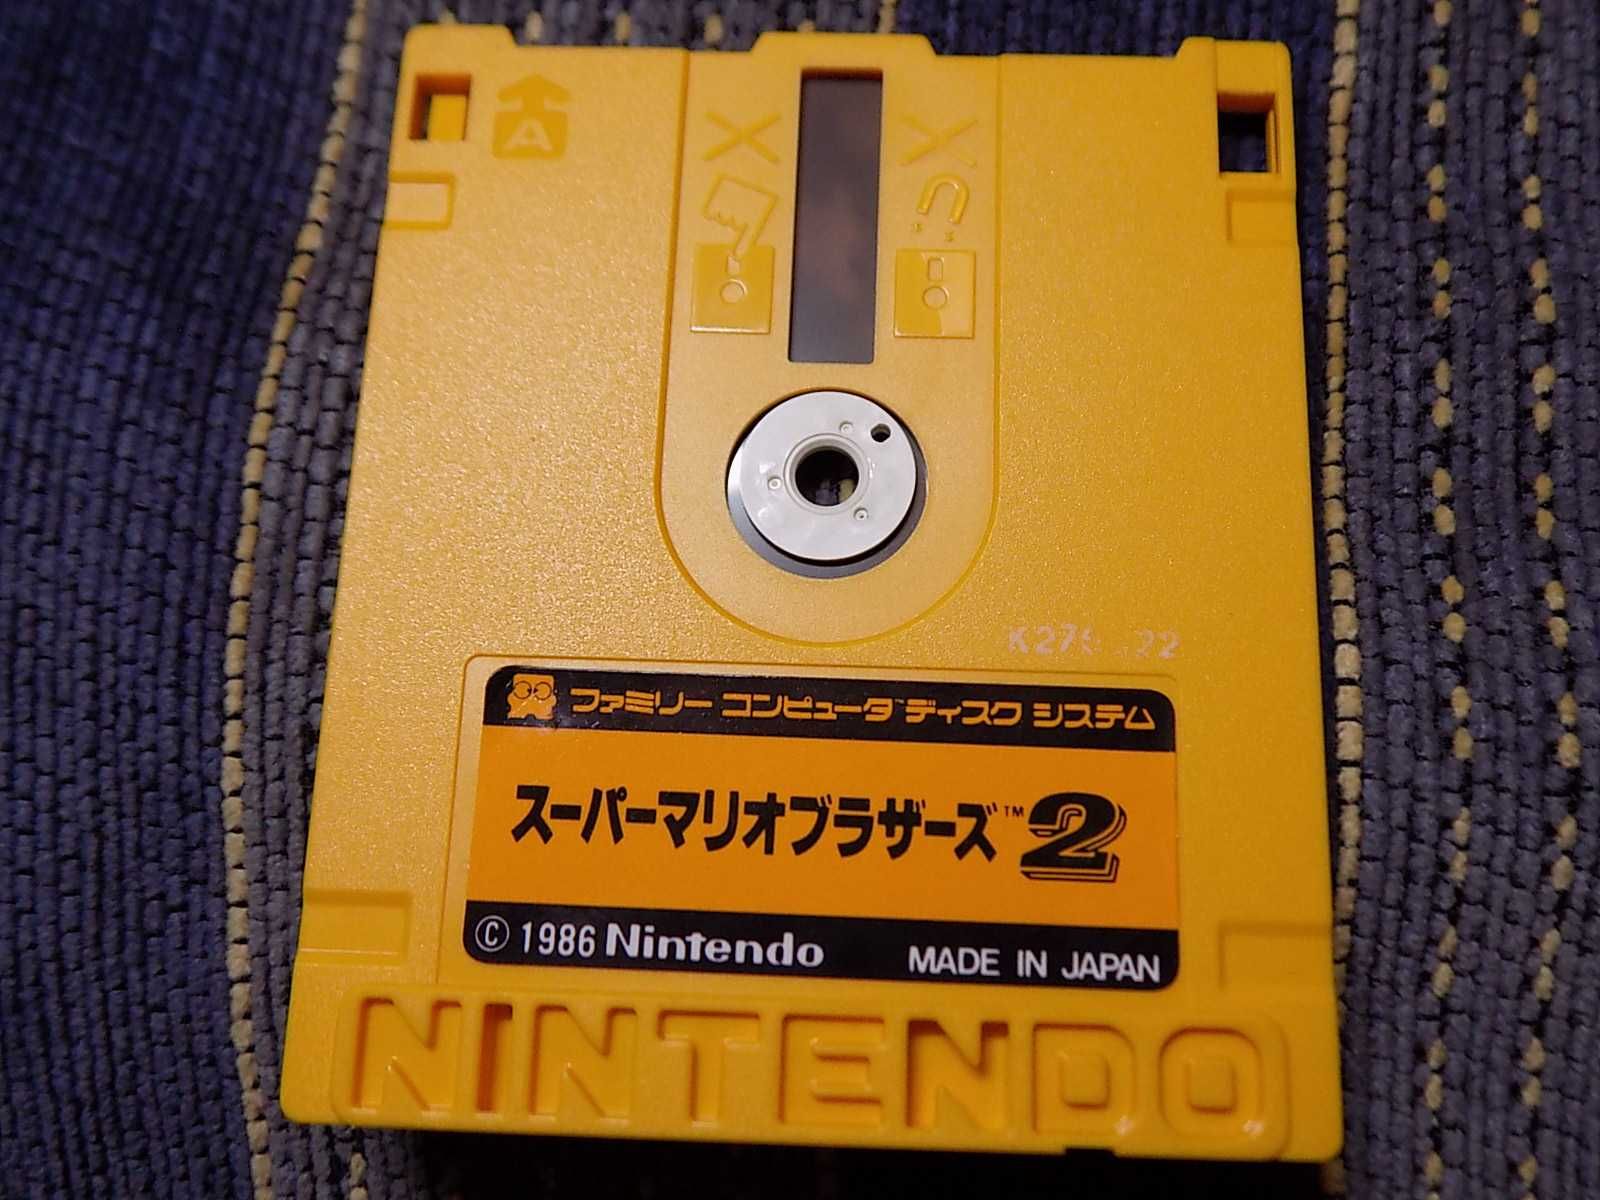 A
ファミリー コンピュータ™ディスク システム
スーパーマリオブラザーズ™2
© 1986 Nintendo MADE IN JAPAN
NINTENDO